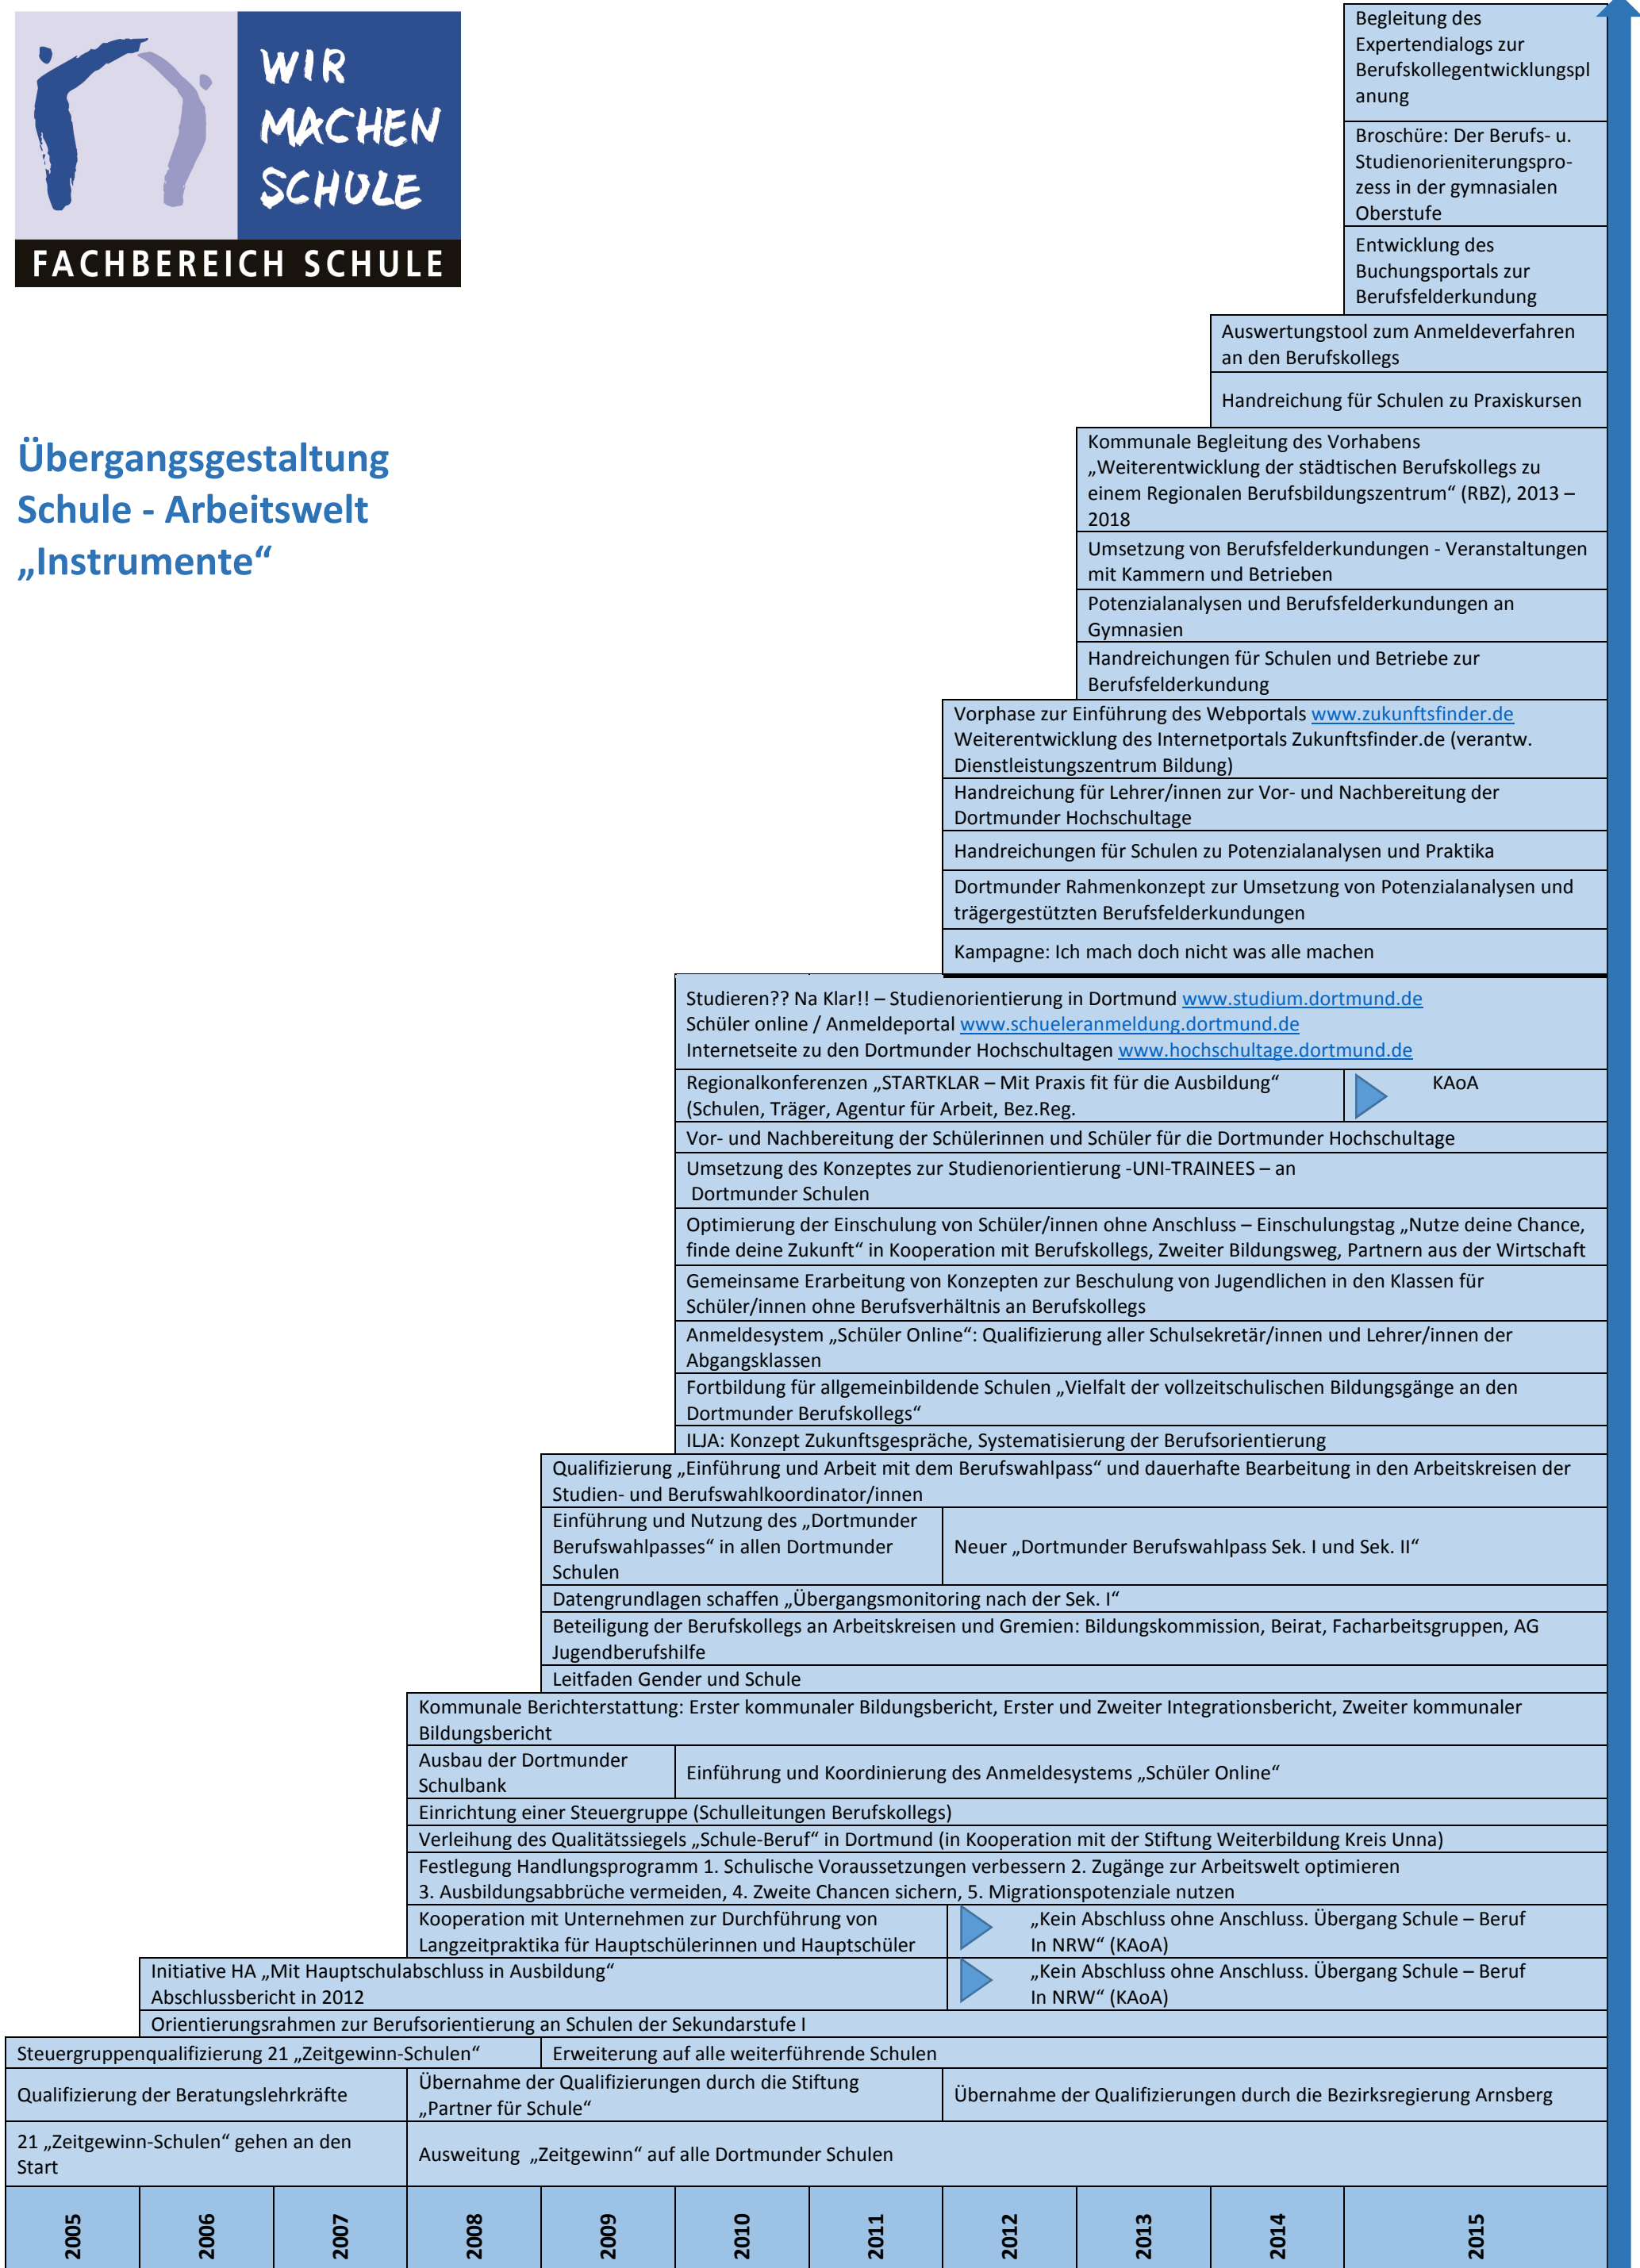 WIR
MACHEN
SCHULE
FACHBEREICH SCHULE
Übergangsgestaltung
Schule - Arbeitswelt
„Instrumente“
Begleitung des
Expertendialogs zur
Berufskollegentwicklungspl
anung
Broschüre: Der Berufs- u.
Studienorieniterungspro-
zess in der gymnasialen
Oberstufe
Entwicklung des
Buchungsportals zur
Berufsfelderkundung
Auswertungstool zum Anmeldeverfahren
an den Berufskollegs
Handreichung für Schulen zu Praxiskursen
Kommunale Begleitung des Vorhabens
„Weiterentwicklung der städtischen Berufskollegs zu
einem Regionalen Berufsbildungszentrum“ (RBZ), 2013 –
2018
Umsetzung von Berufsfelderkundungen - Veranstaltungen
mit Kammern und Betrieben
Potenzialanalysen und Berufsfelderkundungen an
Gymnasien
Handreichungen für Schulen und Betriebe zur
Berufsfelderkundung
Vorphase zur Einführung des Webportals www.zukunftsfinder.de
Weiterentwicklung des Internetportals Zukunftsfinder.de (verantw.
Dienstleistungszentrum Bildung)
Handreichung für Lehrer/innen zur Vor- und Nachbereitung der
Dortmunder Hochschultage
Handreichungen für Schulen zu Potenzialanalysen und Praktika
Dortmunder Rahmenkonzept zur Umsetzung von Potenzialanalysen und
trägergestützten Berufsfelderkundungen
Kampagne: Ich mach doch nicht was alle machen
Studieren?? Na Klar!! – Studienorientierung in Dortmund www.studium.dortmund.de
Schüler online / Anmeldeportal www.schueleranmeldung.dortmund.de
Internetseite zu den Dortmunder Hochschultagen www.hochschultage.dortmund.de
Regionalkonferenzen „STARTKLAR – Mit Praxis fit für die Ausbildung“
(Schulen, Träger, Agentur für Arbeit, Bez.Reg.
KAoA
Vor- und Nachbereitung der Schülerinnen und Schüler für die Dortmunder Hochschultage
Umsetzung des Konzeptes zur Studienorientierung -UNI-TRAINEES – an
Dortmunder Schulen
Optimierung der Einschulung von Schüler/innen ohne Anschluss – Einschulungstag „Nutze deine Chance,
finde deine Zukunft“ in Kooperation mit Berufskollegs, Zweiter Bildungsweg, Partnern aus der Wirtschaft
Gemeinsame Erarbeitung von Konzepten zur Beschulung von Jugendlichen in den Klassen für
Schüler/innen ohne Berufsverhältnis an Berufskollegs
Anmeldesystem „Schüler Online“: Qualifizierung aller Schulsekretär/innen und Lehrer/innen der
Abgangsklassen
Fortbildung für allgemeinbildende Schulen „Vielfalt der vollzeitschulischen Bildungsgänge an den
Dortmunder Berufskollegs“
ILJA: Konzept Zukunftsgespräche, Systematisierung der Berufsorientierung
Qualifizierung „Einführung und Arbeit mit dem Berufswahlpass“ und dauerhafte Bearbeitung in den Arbeitskreisen der
Studien- und Berufswahlkoordinator/innen
Einführung und Nutzung des „Dortmunder
Berufswahlpasses“ in allen Dortmunder
Schulen
Neuer „Dortmunder Berufswahlpass Sek. I und Sek. II“
Datengrundlagen schaffen „Übergangsmonitoring nach der Sek. I“
Beteiligung der Berufskollegs an Arbeitskreisen und Gremien: Bildungskommission, Beirat, Facharbeitsgruppen, AG
Jugendberufshilfe
Leitfaden Gender und Schule
Kommunale Berichterstattung: Erster kommunaler Bildungsbericht, Erster und Zweiter Integrationsbericht, Zweiter kommunaler
Bildungsbericht
Ausbau der Dortmunder
Schulbank
Einführung und Koordinierung des Anmeldesystems „Schüler Online“
Einrichtung einer Steuergruppe (Schulleitungen Berufskollegs)
Verleihung des Qualitätssiegels „Schule-Beruf“ in Dortmund (in Kooperation mit der Stiftung Weiterbildung Kreis Unna)
Festlegung Handlungsprogramm 1. Schulische Voraussetzungen verbessern 2. Zugänge zur Arbeitswelt optimieren
3. Ausbildungsabbrüche vermeiden, 4. Zweite Chancen sichern, 5. Migrationspotenziale nutzen
Kooperation mit Unternehmen zur Durchführung von
Langzeitpraktika für Hauptschülerinnen und Hauptschüler
„Kein Abschluss ohne Anschluss. Übergang Schule – Beruf
In NRW“ (KAoA)
Initiative HA „Mit Hauptschulabschluss in Ausbildung“
Abschlussbericht in 2012
„Kein Abschluss ohne Anschluss. Übergang Schule – Beruf
In NRW“ (KAoA)
Orientierungsrahmen zur Berufsorientierung an Schulen der Sekundarstufe I
Steuergruppenqualifizierung 21 „Zeitgewinn-Schulen“
Erweiterung auf alle weiterführende Schulen
Qualifizierung der Beratungslehrkräfte
Übernahme der Qualifizierungen durch die Stiftung
„Partner für Schule“
Übernahme der Qualifizierungen durch die Bezirksregierung Arnsberg
21 „Zeitgewinn-Schulen“ gehen an den
Start
Ausweitung „Zeitgewinn“ auf alle Dortmunder Schulen
2005
2006
2007
2008
2009
2010
2011
2012
2013
2014
2015